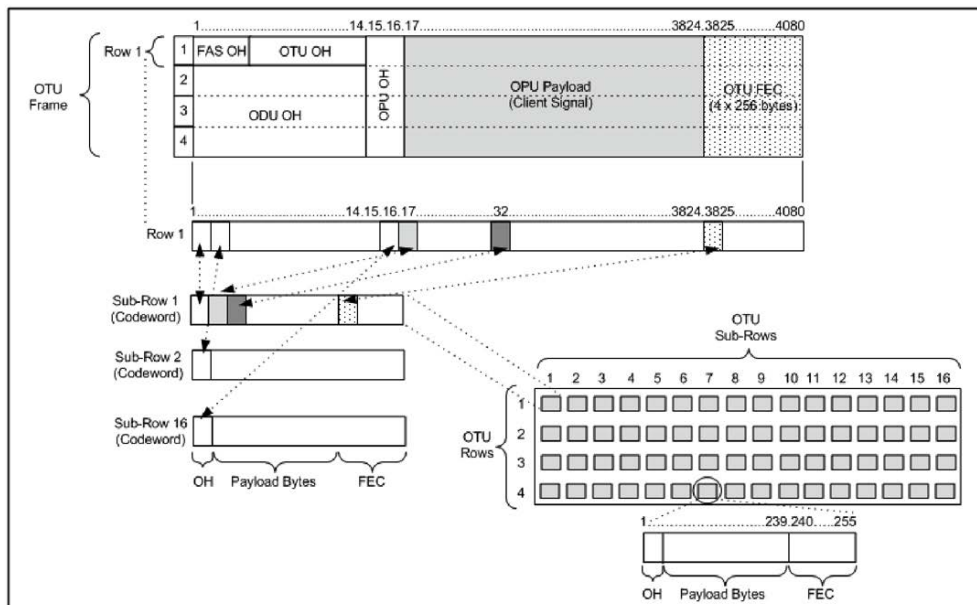 1............................................14.15.16.17........................................................................3824.3825....................4080
Row 1
1
FAS OH
OTU OH
OTU
Frame
2
3
4
ODU OH
OPU OH
OPU Payload
(Client Signal)
OTU FEC
(4 x 256 bytes)
1............................................14.15.16.17......................32..................................................3824.3825....................4080
Row 1
Sub-Row 1
(Codeword)
Sub-Row 2
(Codeword)
Sub-Row 16
(Codeword)
OH
Payload Bytes
FEC
OTU
Sub-Rows
1 2 3 4 5 6 7 8 9 10 11 12 13 14 15 16
OTU
Rows
1
2
3
4
1..............................239.240.....255
OH
Payload Bytes
FEC